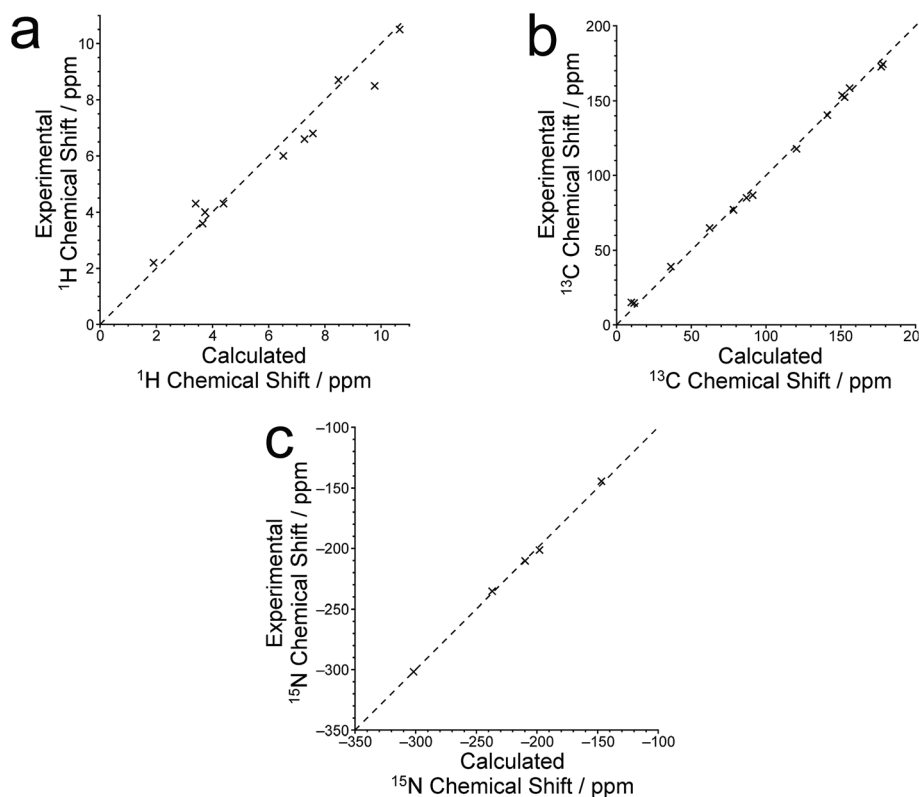 a
Experimental
¹H Chemical Shift / ppm
10
8
6
4
2
0
0 2 4 6 8 10
Calculated
¹H Chemical Shift / ppm
b
Experimental
¹³C Chemical Shift / ppm
200
150
100
50
0
0 50 100 150 20
Calculated
¹³C Chemical Shift / ppm
c
Experimental
¹⁵N Chemical Shift / ppm
–100
–150
–200
–250
–300
–350
–350 –300 –250 –200 –150 –100
Calculated
¹⁵N Chemical Shift / ppm